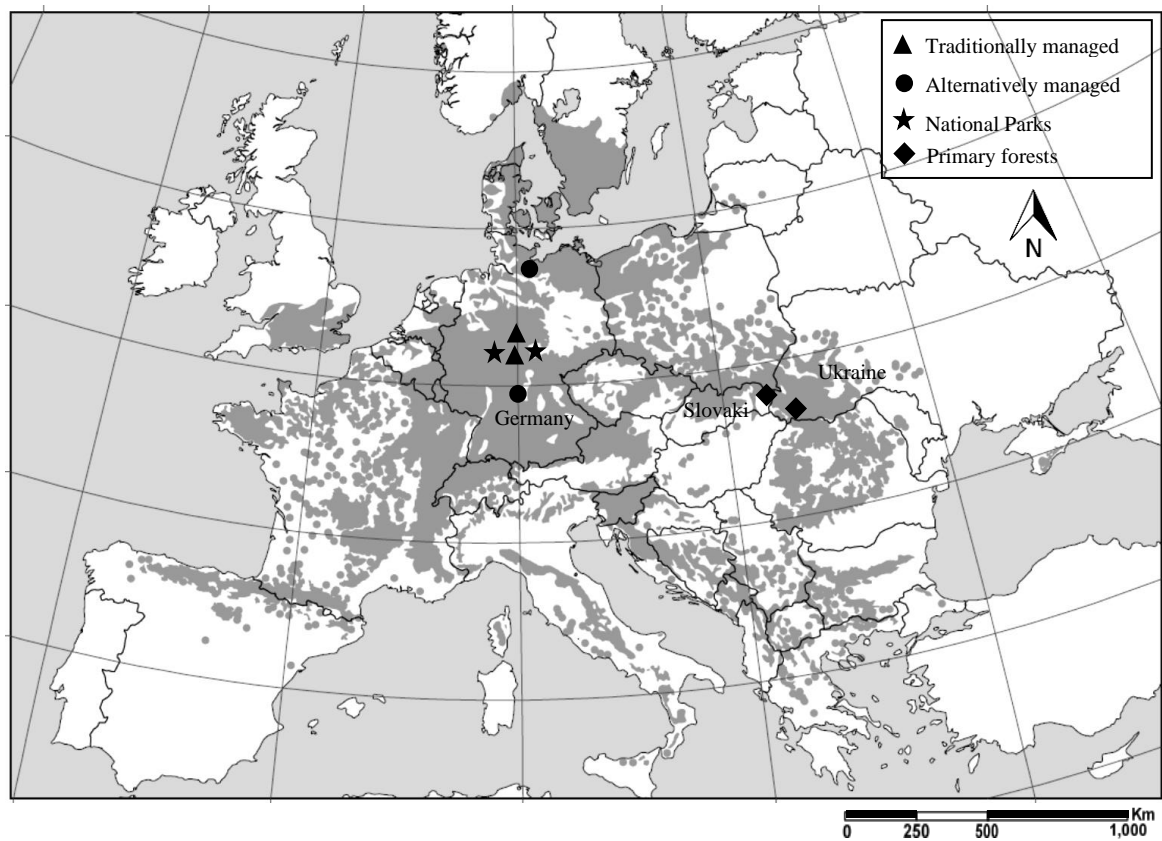 Traditionally managed
Alternatively managed
National Parks
Primary forests
N
Ukraine
Slovaki
Germany
Km
0 250 500 1,000